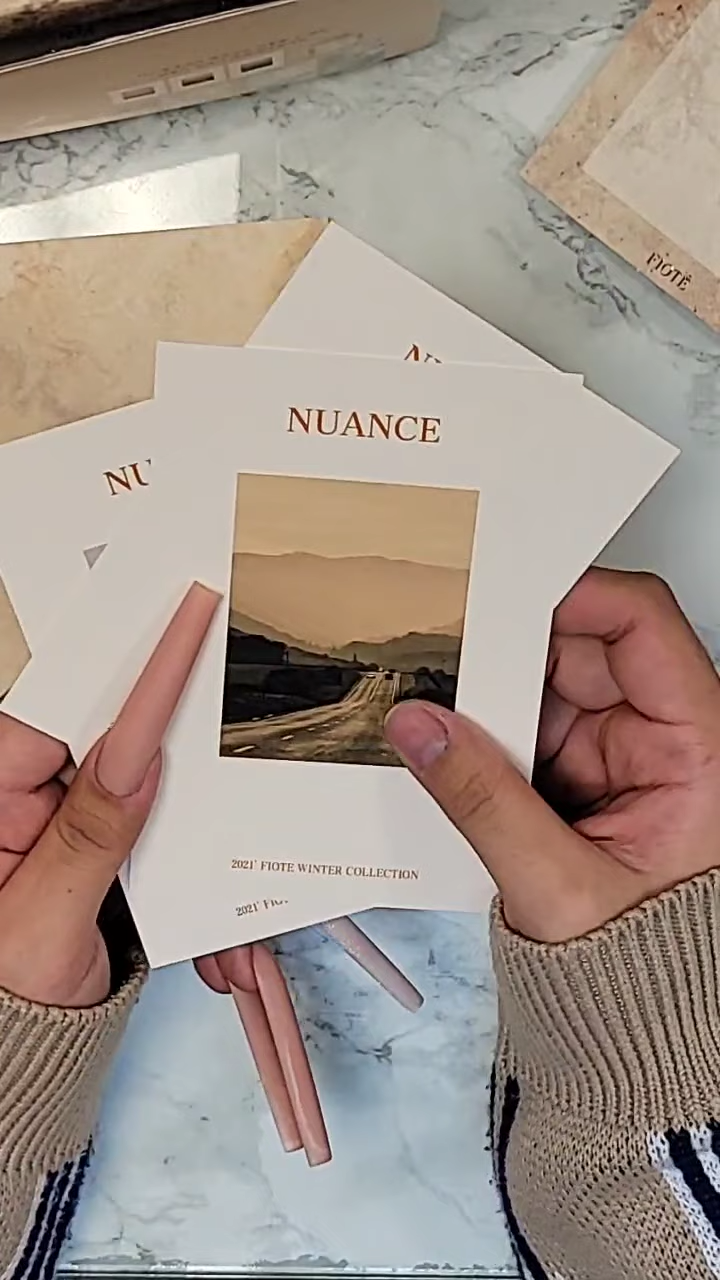 FIOTE
NUANCE
NU
2021' FIOTE WINTER COLLECTION
2021' FIO